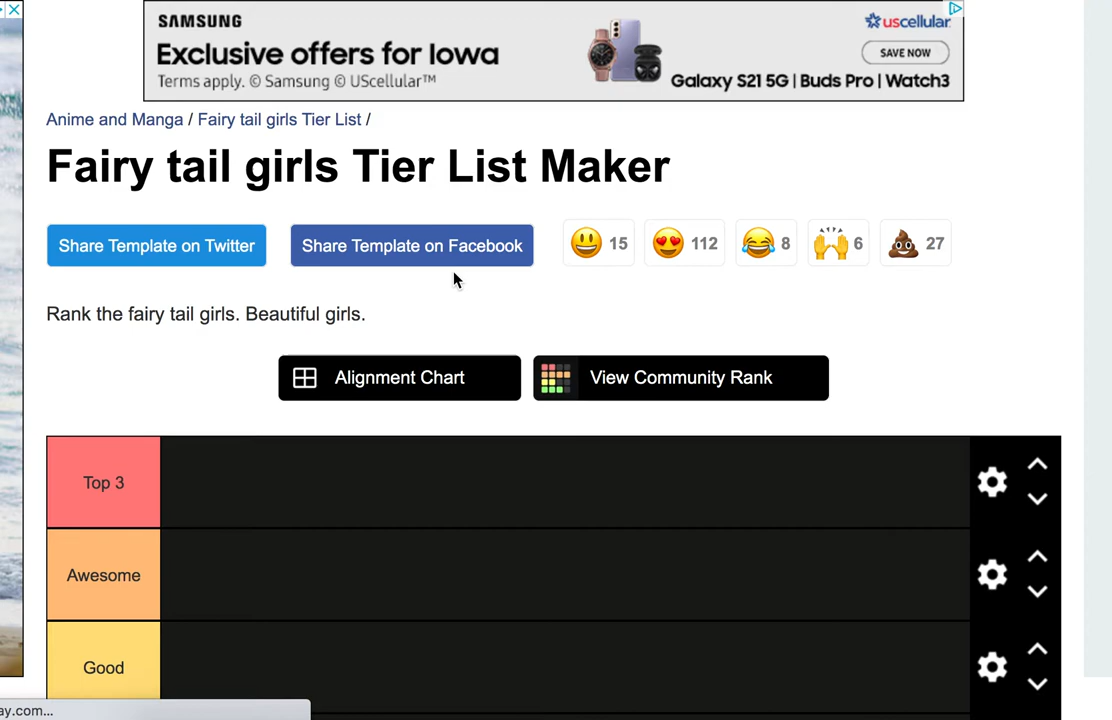 SAMSUNG
Exclusive offers for Iowa
Terms apply. © Samsung © UScellular™
uscellular
SAVE NOW
Galaxy S21 5G | Buds Pro | Watch3
Anime and Manga / Fairy tail girls Tier List /
Fairy tail girls Tier List Maker
Share Template on Twitter
Share Template on Facebook
15
112
8
6
27
Rank the fairy tail girls. Beautiful girls.
Alignment Chart
View Community Rank
Top 3
Awesome
Good
ay.com...